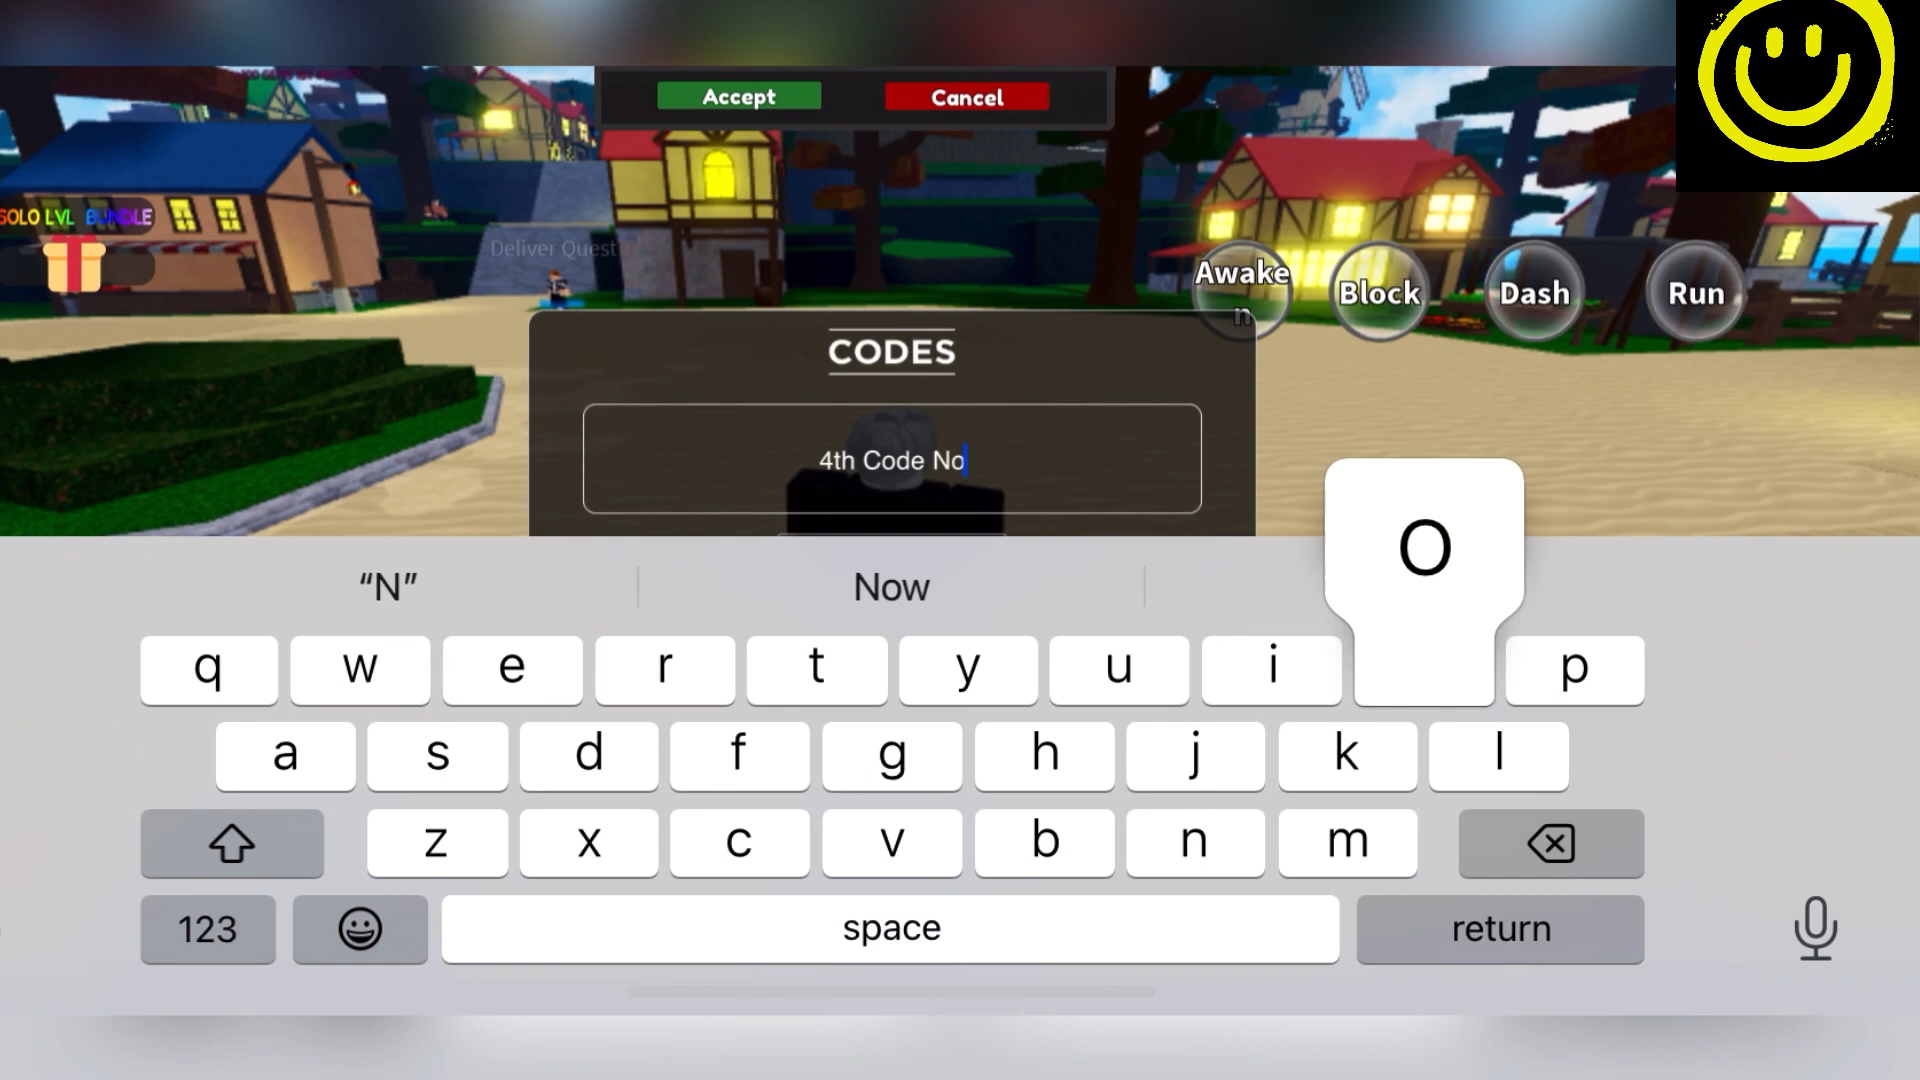 Accept
Cancel
SOLO LVL BUNDLE
Deliver Quest
Awake
n
Block
Dash
Run
CODES
4th Code No
O
“N”
Now
q w e r t y u i p
a s d f g h j k l
z x c v b n m
123
space
return